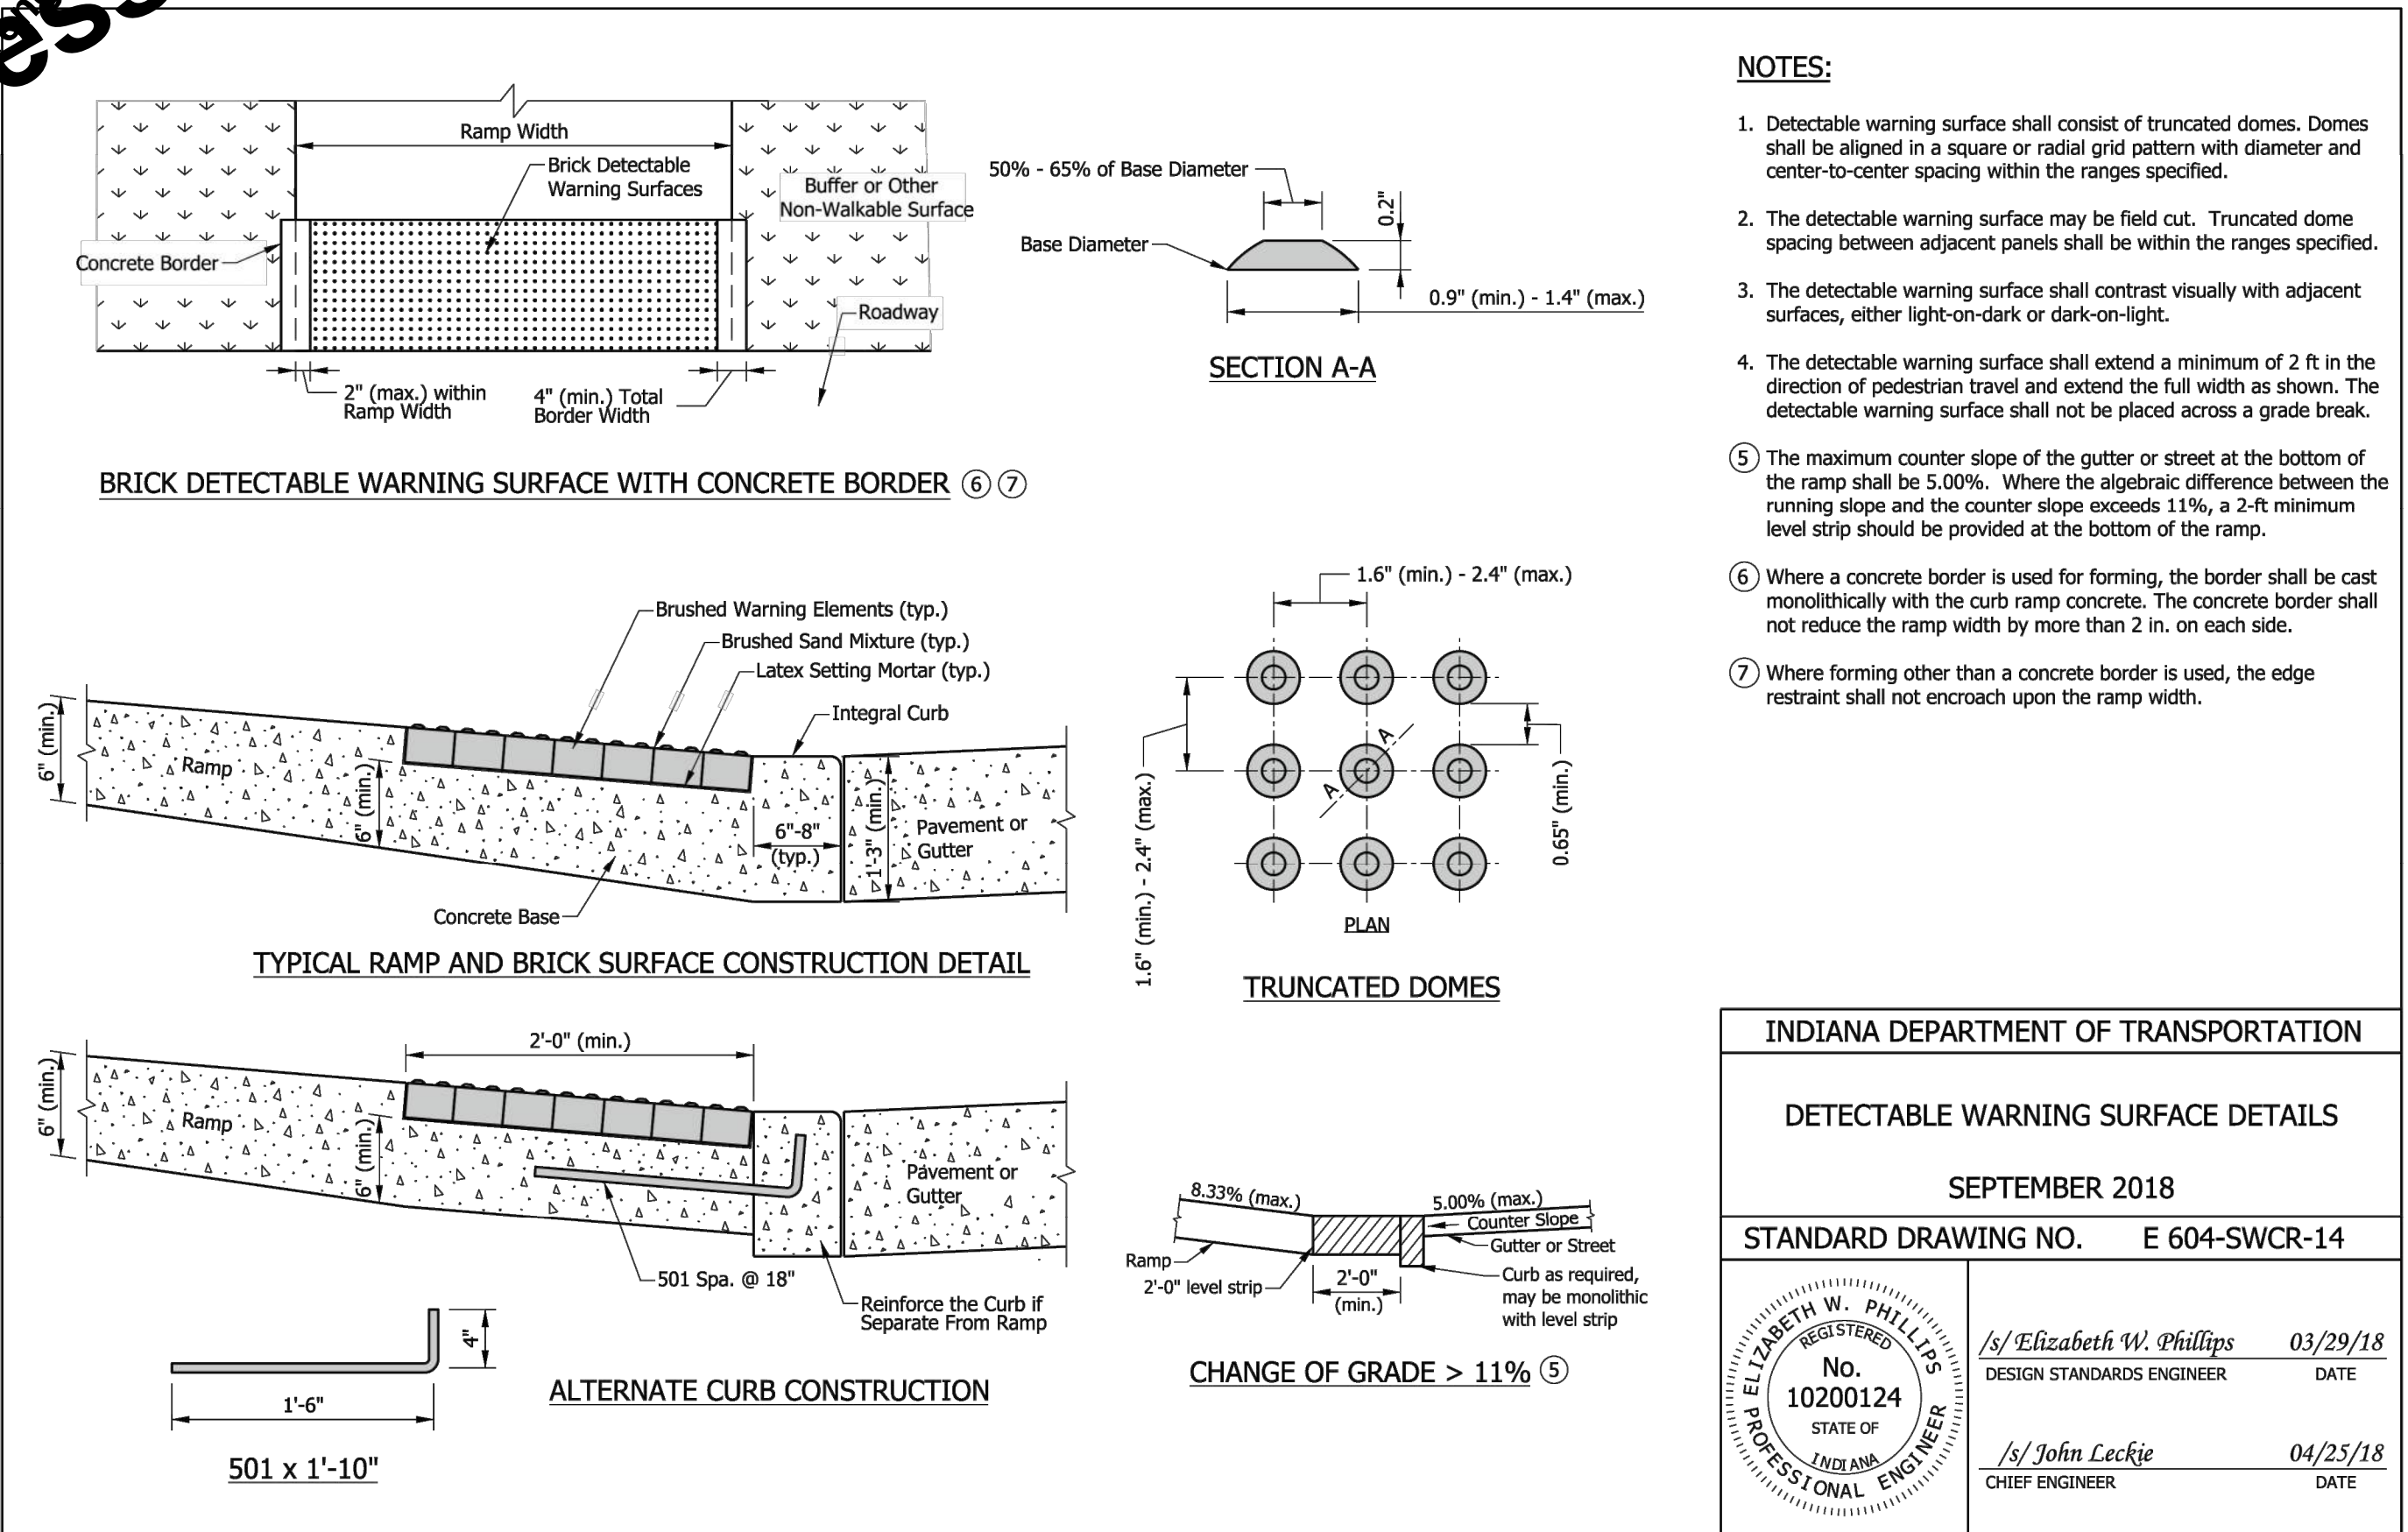 Ramp Width
Brick Detectable
Warning Surfaces
Buffer or Other
Non-Walkable Surface
Concrete Border
Roadway
2" (max.) within
Ramp Width
4" (min.) Total
Border Width
BRICK DETECTABLE WARNING SURFACE WITH CONCRETE BORDER 6 7
50% - 65% of Base Diameter
0.2"
Base Diameter
0.9" (min.) - 1.4" (max.)
SECTION A-A
Brushed Warning Elements (typ.)
Brushed Sand Mixture (typ.)
Latex Setting Mortar (typ.)
Integral Curb
6" (min.)
Ramp
6" (min.)
6"-8"
(typ.)
1'-3" (min.)
Pavement or
Gutter
Concrete Base
TYPICAL RAMP AND BRICK SURFACE CONSTRUCTION DETAIL
1.6" (min.) - 2.4" (max.)
1.6" (min.) - 2.4" (max.)
A
A
0.65" (min.)
PLAN
TRUNCATED DOMES
2'-0" (min.)
6" (min.)
Ramp
6" (min.)
Pavement or
Gutter
501 Spa. @ 18"
Reinforce the Curb if
Separate From Ramp
4"
1'-6"
501 x 1'-10"
ALTERNATE CURB CONSTRUCTION
8.33% (max.)
5.00% (max.)
Counter Slope
Gutter or Street
Ramp
2'-0" level strip
2'-0"
(min.)
Curb as required,
may be monolithic
with level strip
CHANGE OF GRADE > 11% 5
NOTES:
1. Detectable warning surface shall consist of truncated domes. Domes
shall be aligned in a square or radial grid pattern with diameter and
center-to-center spacing within the ranges specified.
2. The detectable warning surface may be field cut. Truncated dome
spacing between adjacent panels shall be within the ranges specified.
3. The detectable warning surface shall contrast visually with adjacent
surfaces, either light-on-dark or dark-on-light.
4. The detectable warning surface shall extend a minimum of 2 ft in the
direction of pedestrian travel and extend the full width as shown. The
detectable warning surface shall not be placed across a grade break.
5 The maximum counter slope of the gutter or street at the bottom of
the ramp shall be 5.00%. Where the algebraic difference between the
running slope and the counter slope exceeds 11%, a 2-ft minimum
level strip should be provided at the bottom of the ramp.
6 Where a concrete border is used for forming, the border shall be cast
monolithically with the curb ramp concrete. The concrete border shall
not reduce the ramp width by more than 2 in. on each side.
7 Where forming other than a concrete border is used, the edge
restraint shall not encroach upon the ramp width.
INDIANA DEPARTMENT OF TRANSPORTATION
DETECTABLE WARNING SURFACE DETAILS
SEPTEMBER 2018
STANDARD DRAWING NO. E 604-SWCR-14
ELIZABETH W. PHILLIPS
REGISTERED
No.
10200124
STATE OF
INDIANA
PROFESSIONAL ENGINEER
/s/ Elizabeth W. Phillips 03/29/18
DESIGN STANDARDS ENGINEER DATE
/s/ John Leckie 04/25/18
CHIEF ENGINEER DATE